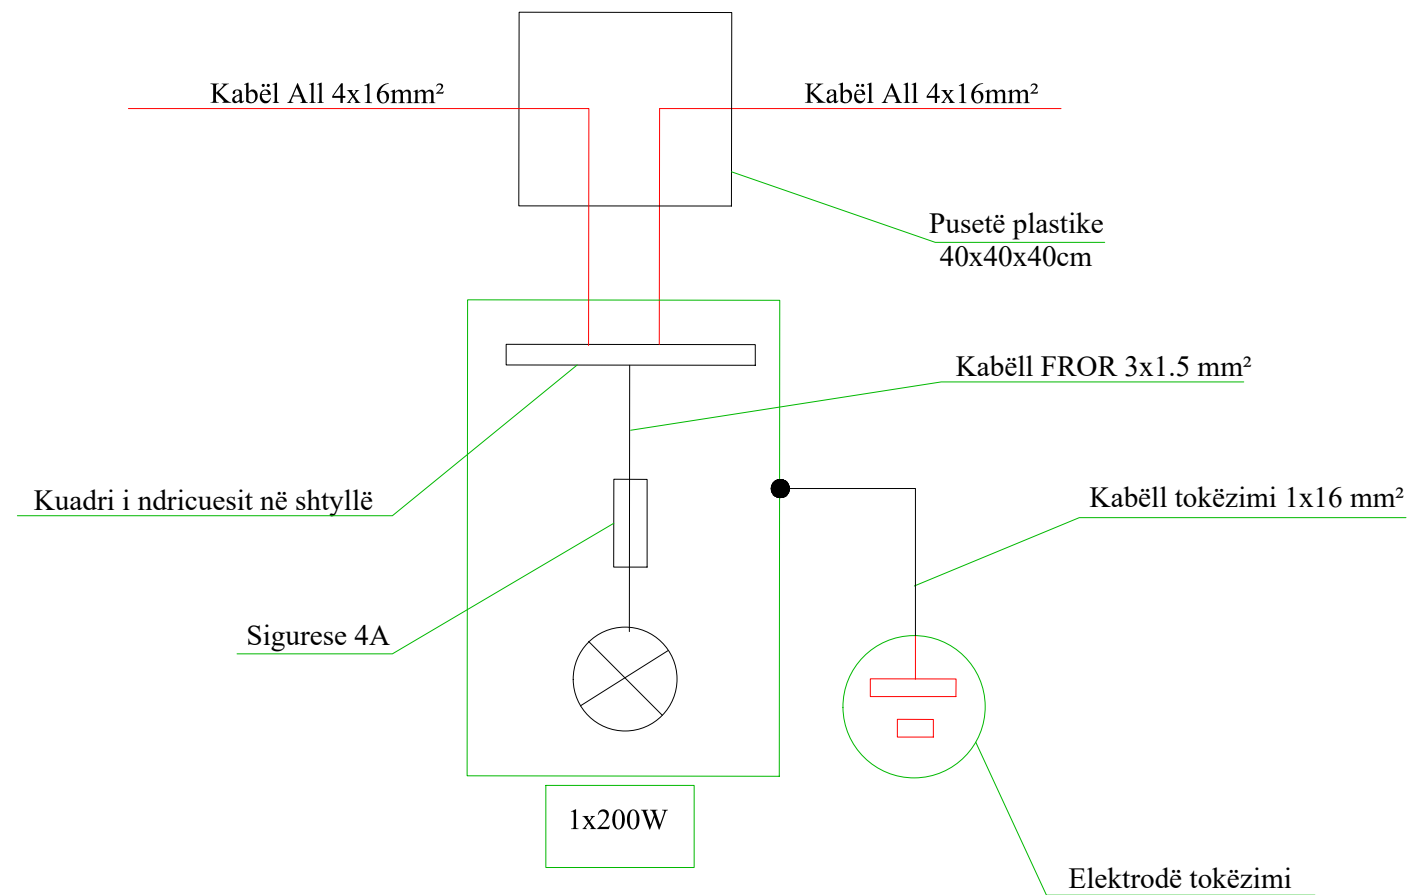 Kabël All 4x16mm²
Kabël All 4x16mm²
Pusetë plastike
40x40x40cm
Kabëll FROR 3x1.5 mm²
Kuadri i ndricuesit në shtyllë
Kabëll tokëzimi 1x16 mm²
Sigurese 4A
1x200W
Elektrodë tokëzimi